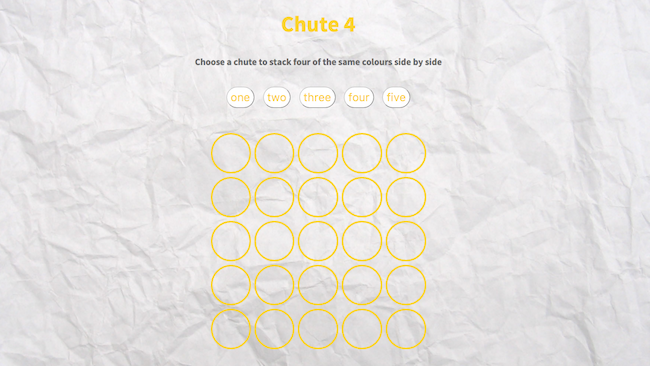 Chute 4
Choose a chute to stack four of the same colours side by side
one two three four five